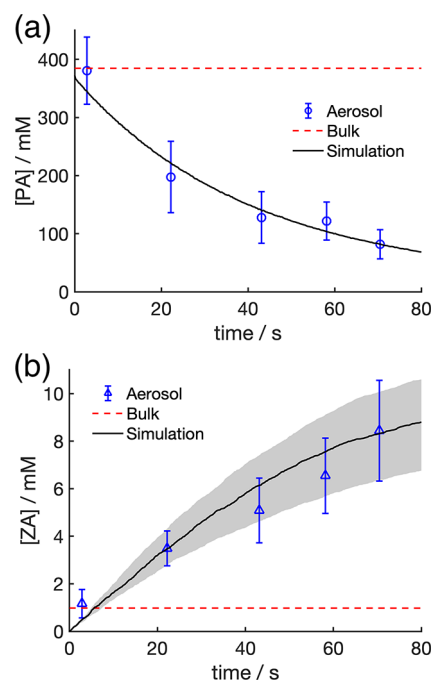 (a)
400
300
200
100
0
[PA] / mM
Aerosol
Bulk
Simulation
0 20 40 60 80
time / s
(b)
10
8
6
4
2
0
[ZA] / mM
Aerosol
Bulk
Simulation
0 20 40 60 80
time / s